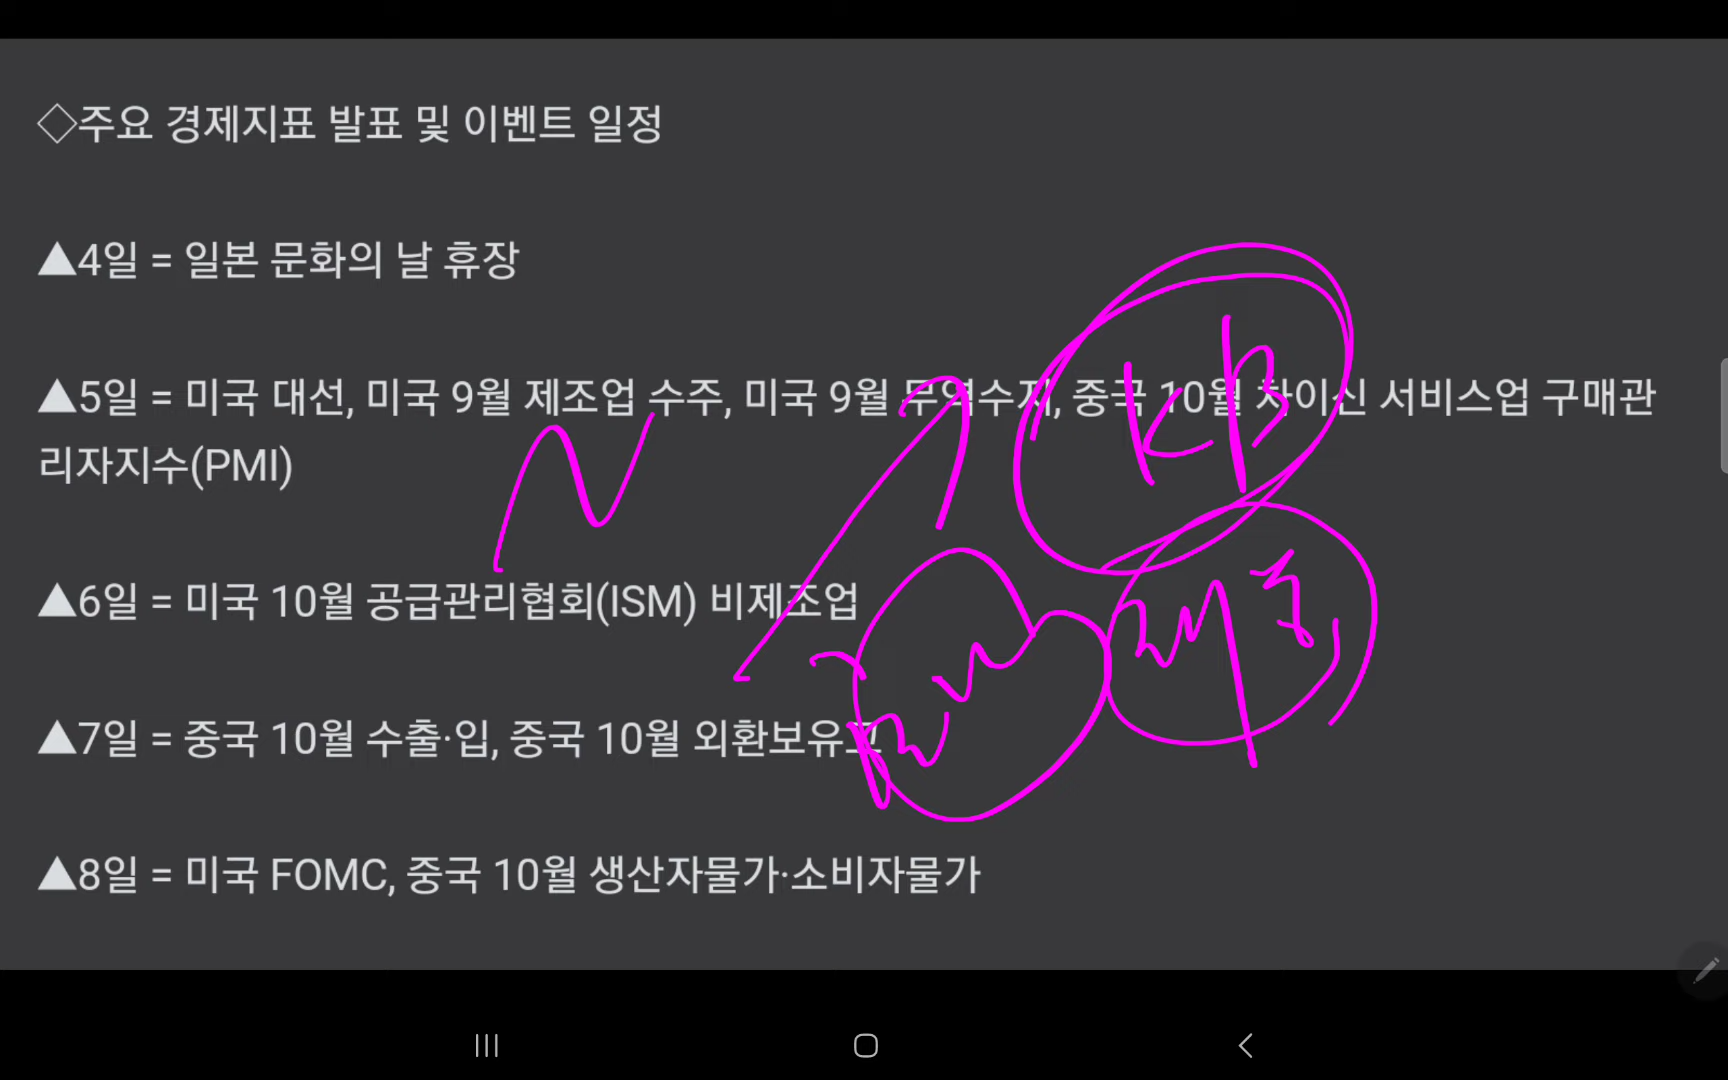 ◇주요 경제지표 발표 및 이벤트 일정
▲4일 = 일본 문화의 날 휴장
▲5일 = 미국 대선, 미국 9월 제조업 수주, 미국 9월 무역수지, 중국 10월 차이신 서비스업 구매관
리자지수(PMI)
KB
▲6일 = 미국 10월 공급관리협회(ISM) 비제조업
▲7일 = 중국 10월 수출·입, 중국 10월 외환보유고
▲8일 = 미국 FOMC, 중국 10월 생산자물가·소비자물가